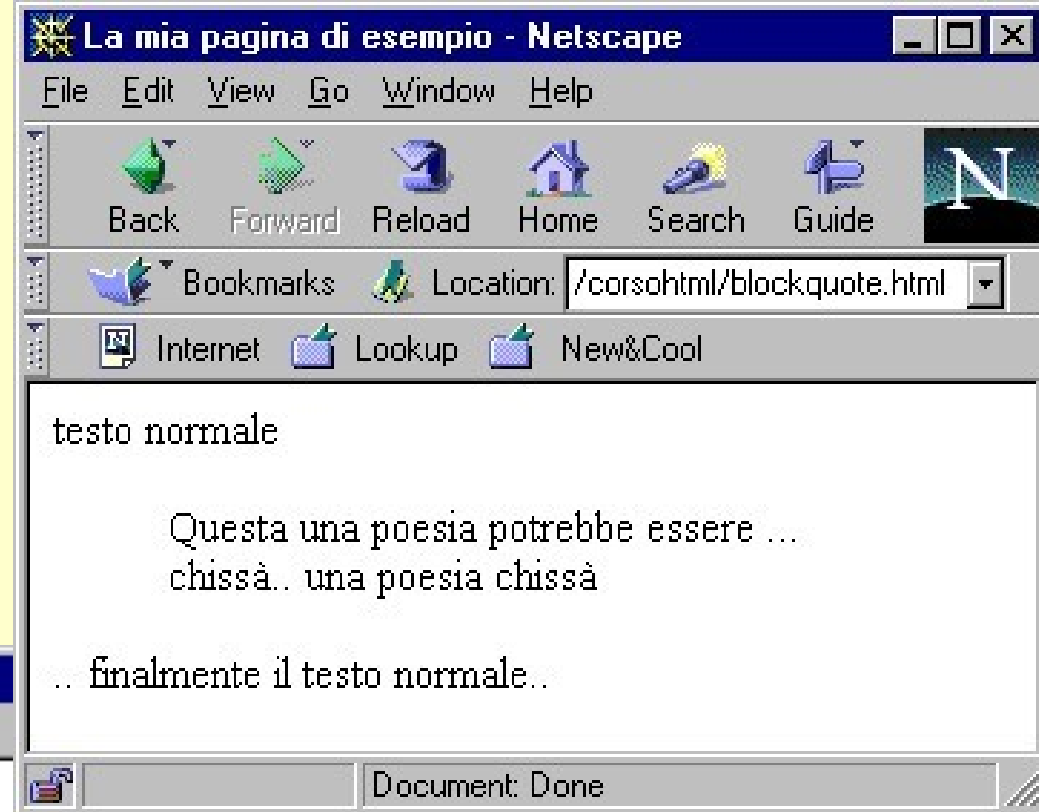 La mia pagina di esempio - Netscape
File Edit View Go Window Help
N
Back Forward Reload Home Search Guide
Bookmarks Location: /corsohtml/blockquote.html
Internet Lookup New&Cool
testo normale
Questa una poesia potrebbe essere ...
chissà.. una poesia chissà
.. finalmente il testo normale..
Document: Done